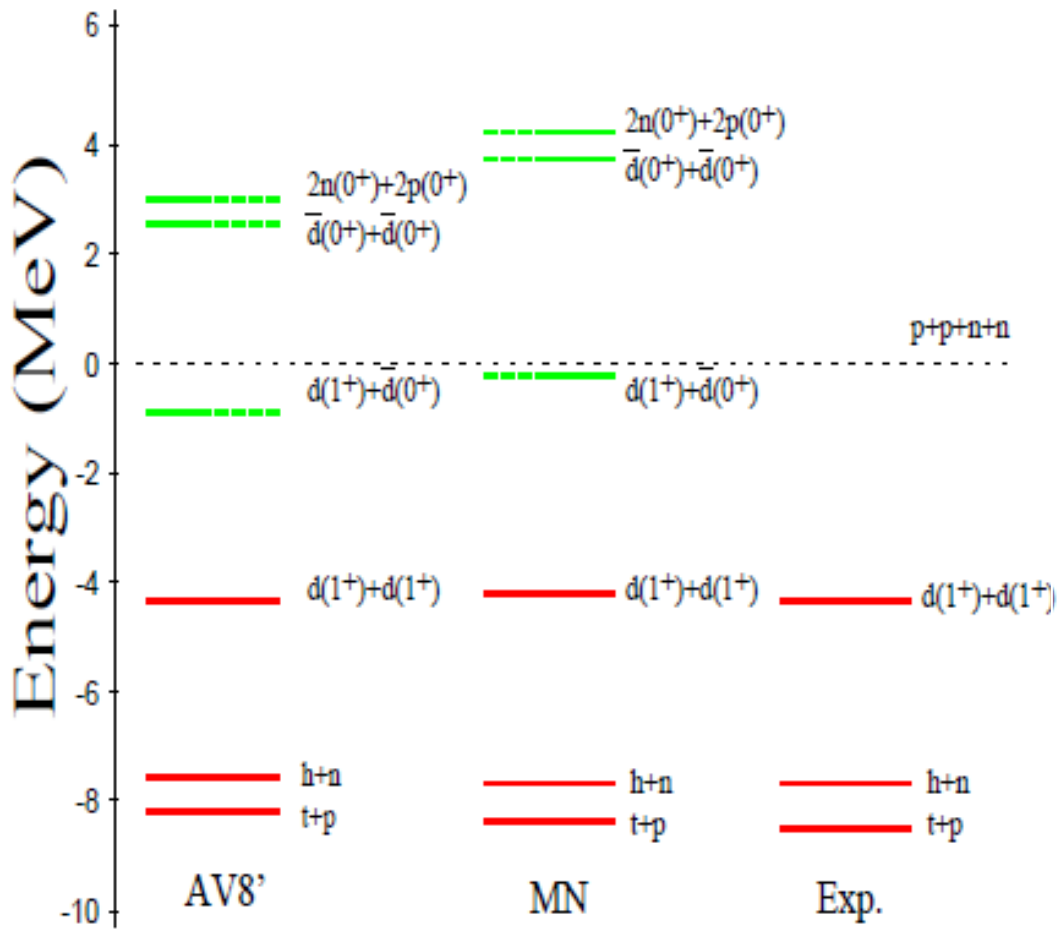 Energy (MeV)
6
4
2
0
-2
-4
-6
-8
-10
2n(0⁺)+2p(0⁺)
d̅(0⁺)+d̅(0⁺)
d(1⁺)+d̅(0⁺)
d(1⁺)+d(1⁺)
h+n
t+p
AV8’
2n(0⁺)+2p(0⁺)
d̅(0⁺)+d̅(0⁺)
d(1⁺)+d̅(0⁺)
d(1⁺)+d(1⁺)
h+n
t+p
MN
p+p+n+n
d(1⁺)+d(1⁺)
h+n
t+p
Exp.